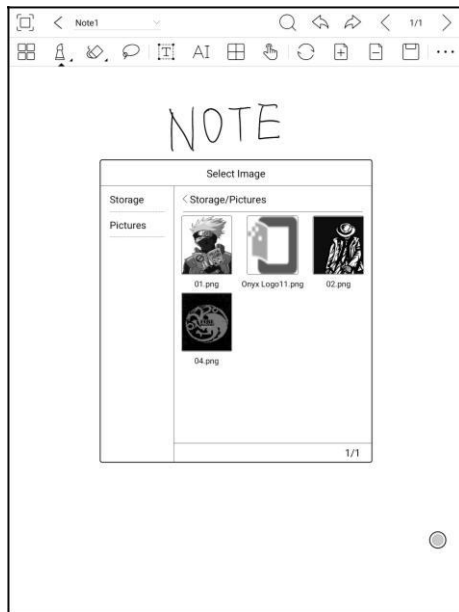 Note1 1/1
T AI
NOTE
Select Image
Storage
Pictures
Storage/Pictures
01.png
Onyx Logo11.png
02.png
04.png
1/1